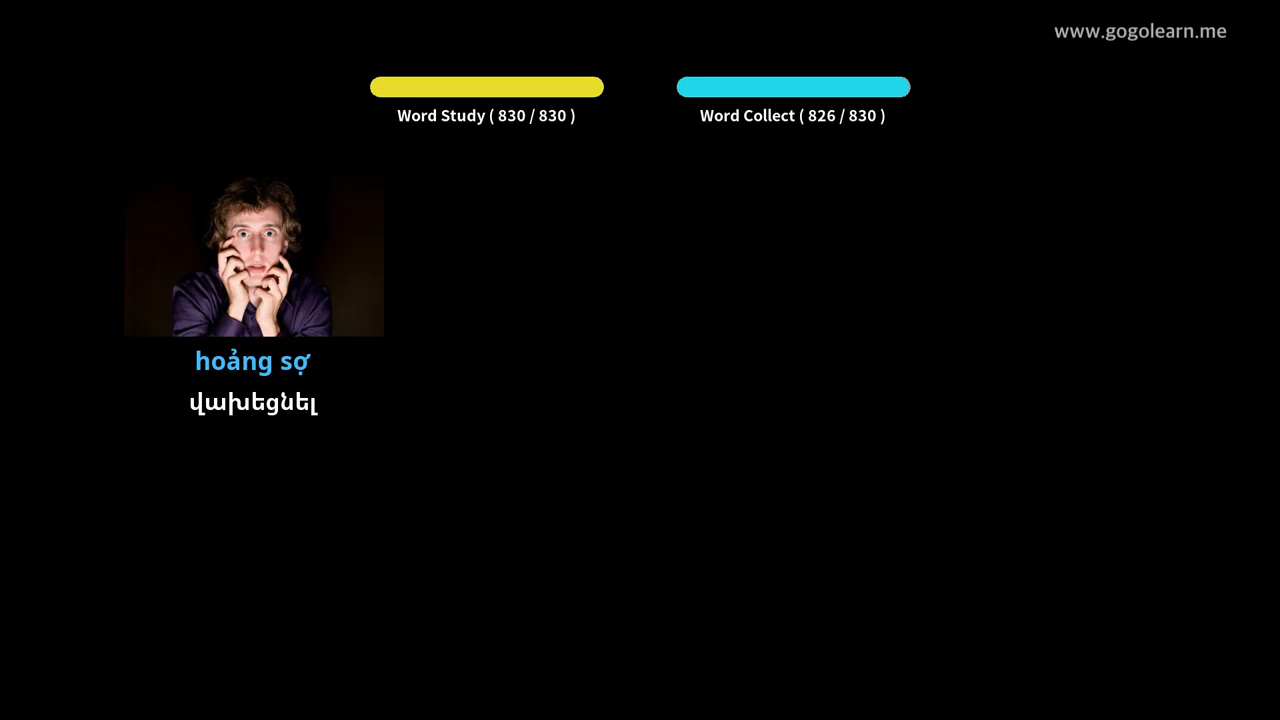 www.gogolearn.me
Word Study ( 830 / 830 )
Word Collect ( 826 / 830 )
hoảng sợ
վախեցնել